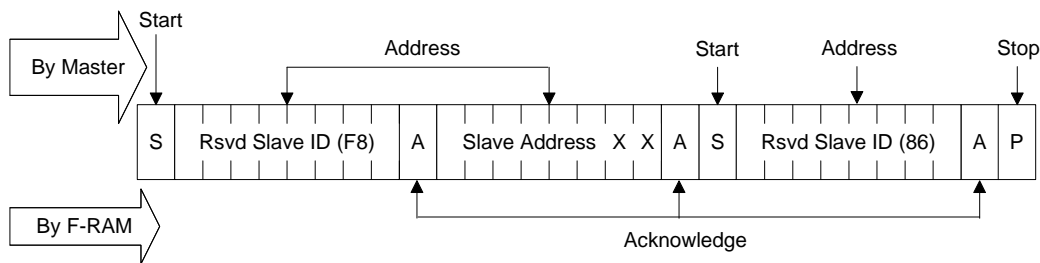 Start
Address
Start
Address
Stop
By Master
S Rsvd Slave ID (F8) A Slave Address X X A S Rsvd Slave ID (86) A P
By F-RAM
Acknowledge